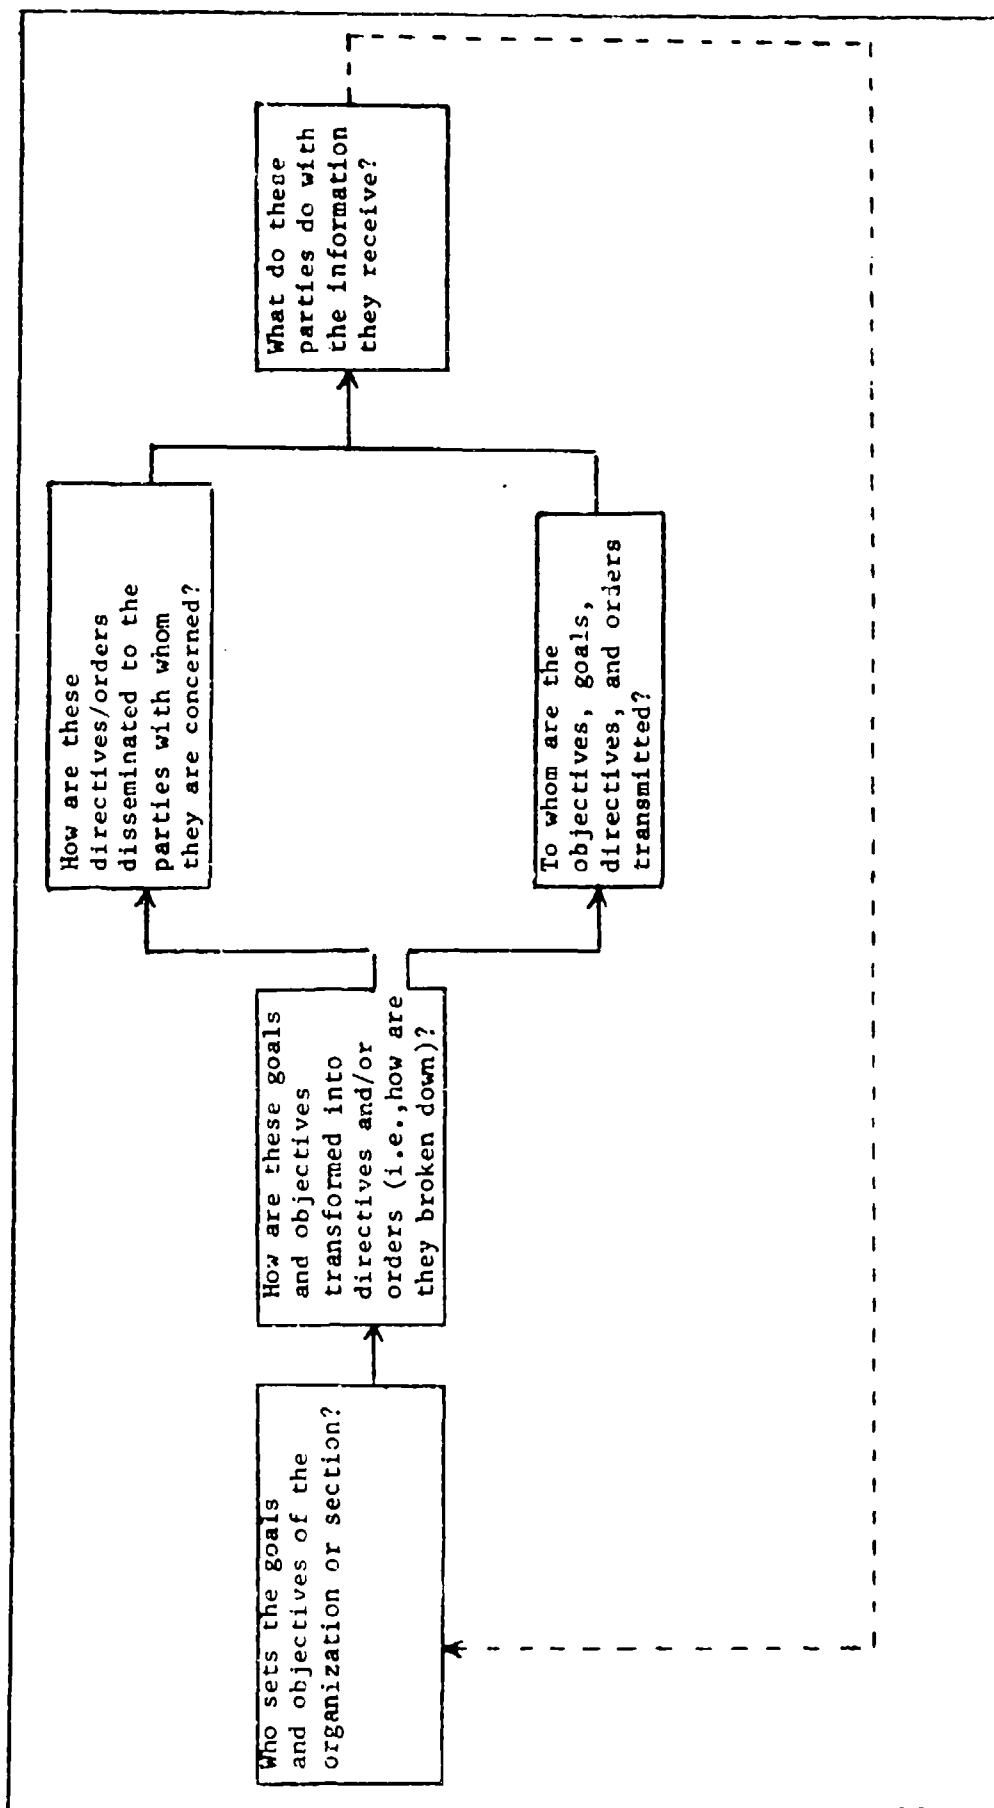 Who sets the goals
and objectives of the
organization or section?
How are these goals
and objectives
transformed into
directives and/or
orders (i.e.,how are
they broken down)?
How are these
directives/orders
disseminated to the
parties with whom
they are concerned?
To whom are the
objectives, goals,
directives, and orders
transmitted?
What do these
parties do with
the information
they receive?